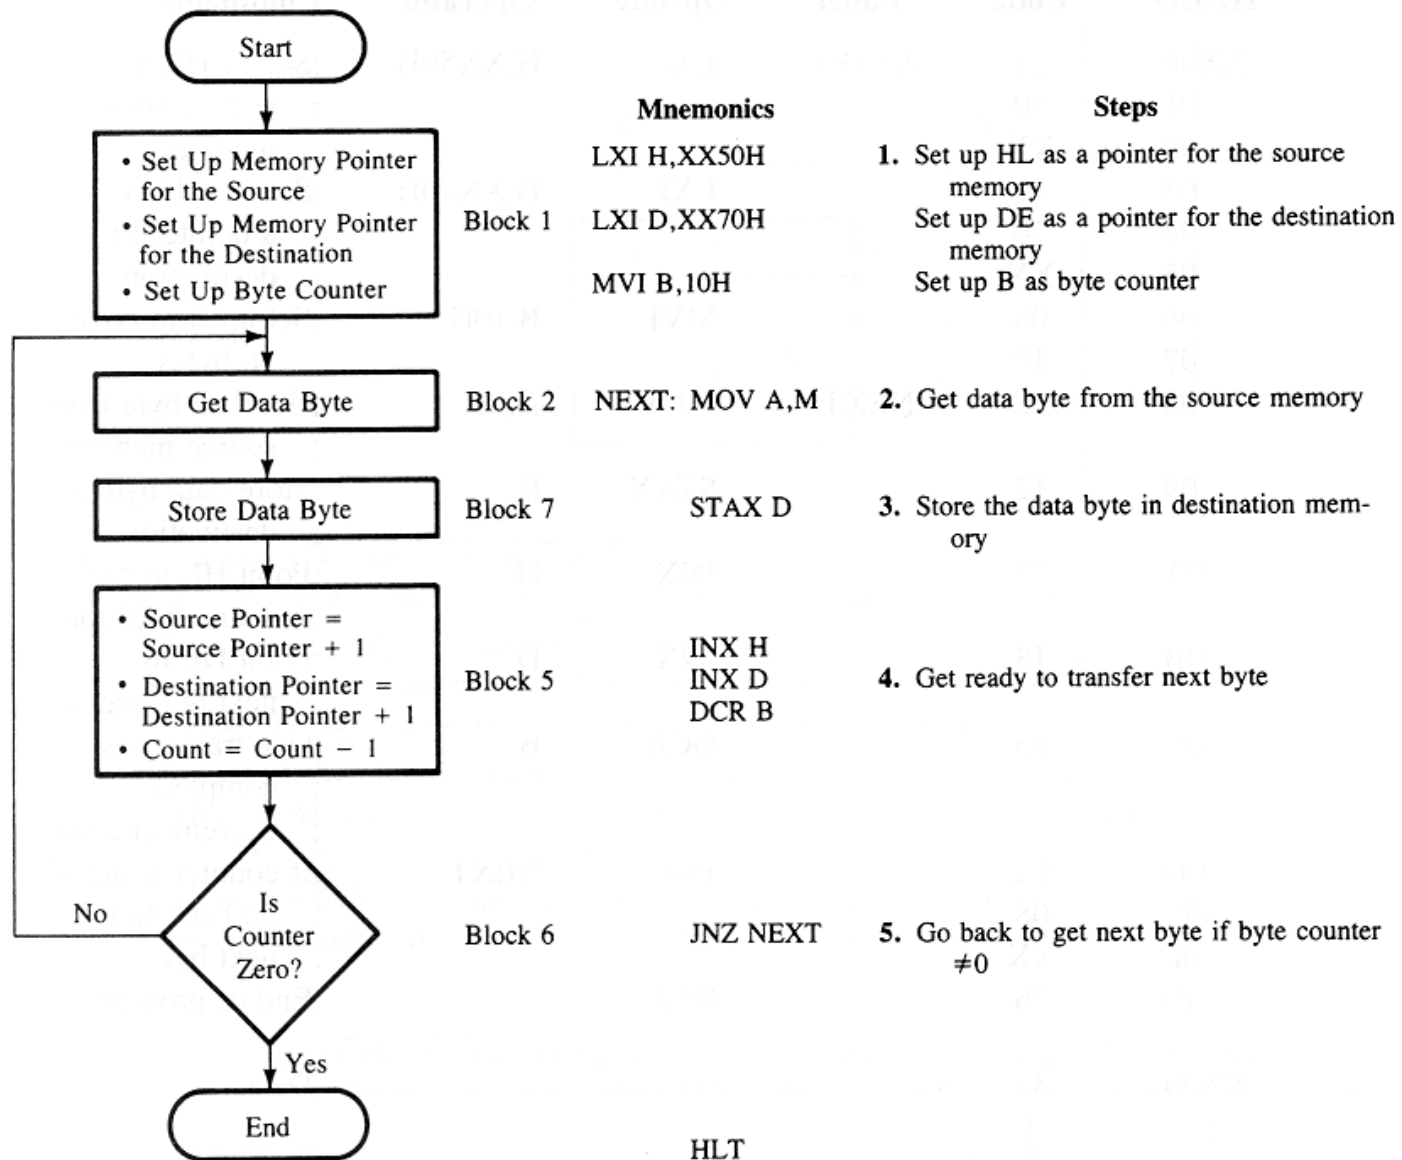 Start
Mnemonics
Steps
• Set Up Memory Pointer
for the Source
• Set Up Memory Pointer
for the Destination
• Set Up Byte Counter
Block 1
LXI H,XX50H
LXI D,XX70H
MVI B,10H
1. Set up HL as a pointer for the source
memory
Set up DE as a pointer for the destination
memory
Set up B as byte counter
Get Data Byte
Block 2
NEXT: MOV A,M
2. Get data byte from the source memory
Store Data Byte
Block 7
STAX D
3. Store the data byte in destination mem-
ory
• Source Pointer =
Source Pointer + 1
• Destination Pointer =
Destination Pointer + 1
• Count = Count − 1
Block 5
INX H
INX D
DCR B
4. Get ready to transfer next byte
Is
Counter
Zero?
No
Block 6
JNZ NEXT
5. Go back to get next byte if byte counter
≠0
Yes
End
HLT